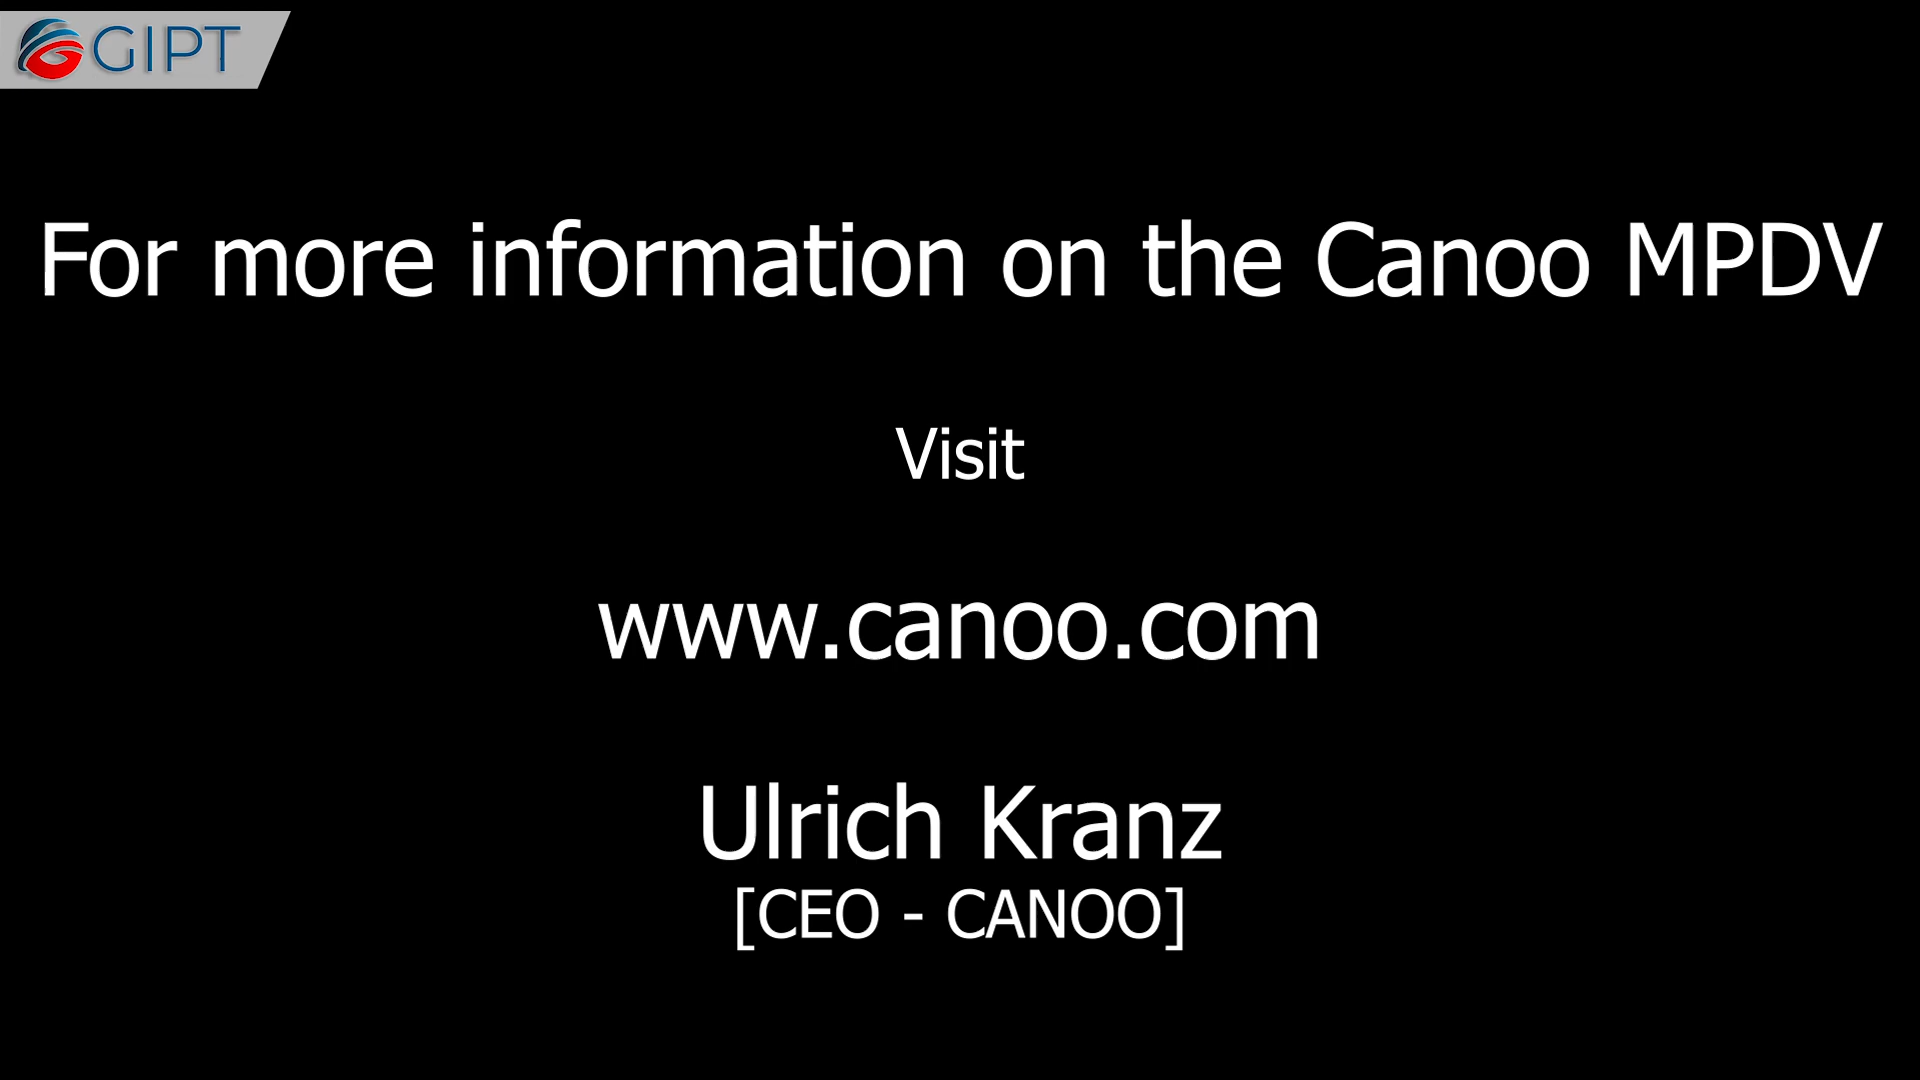 GIPT
For more information on the Canoo MPDV
Visit
www.canoo.com
Ulrich Kranz
[CEO - CANOO]